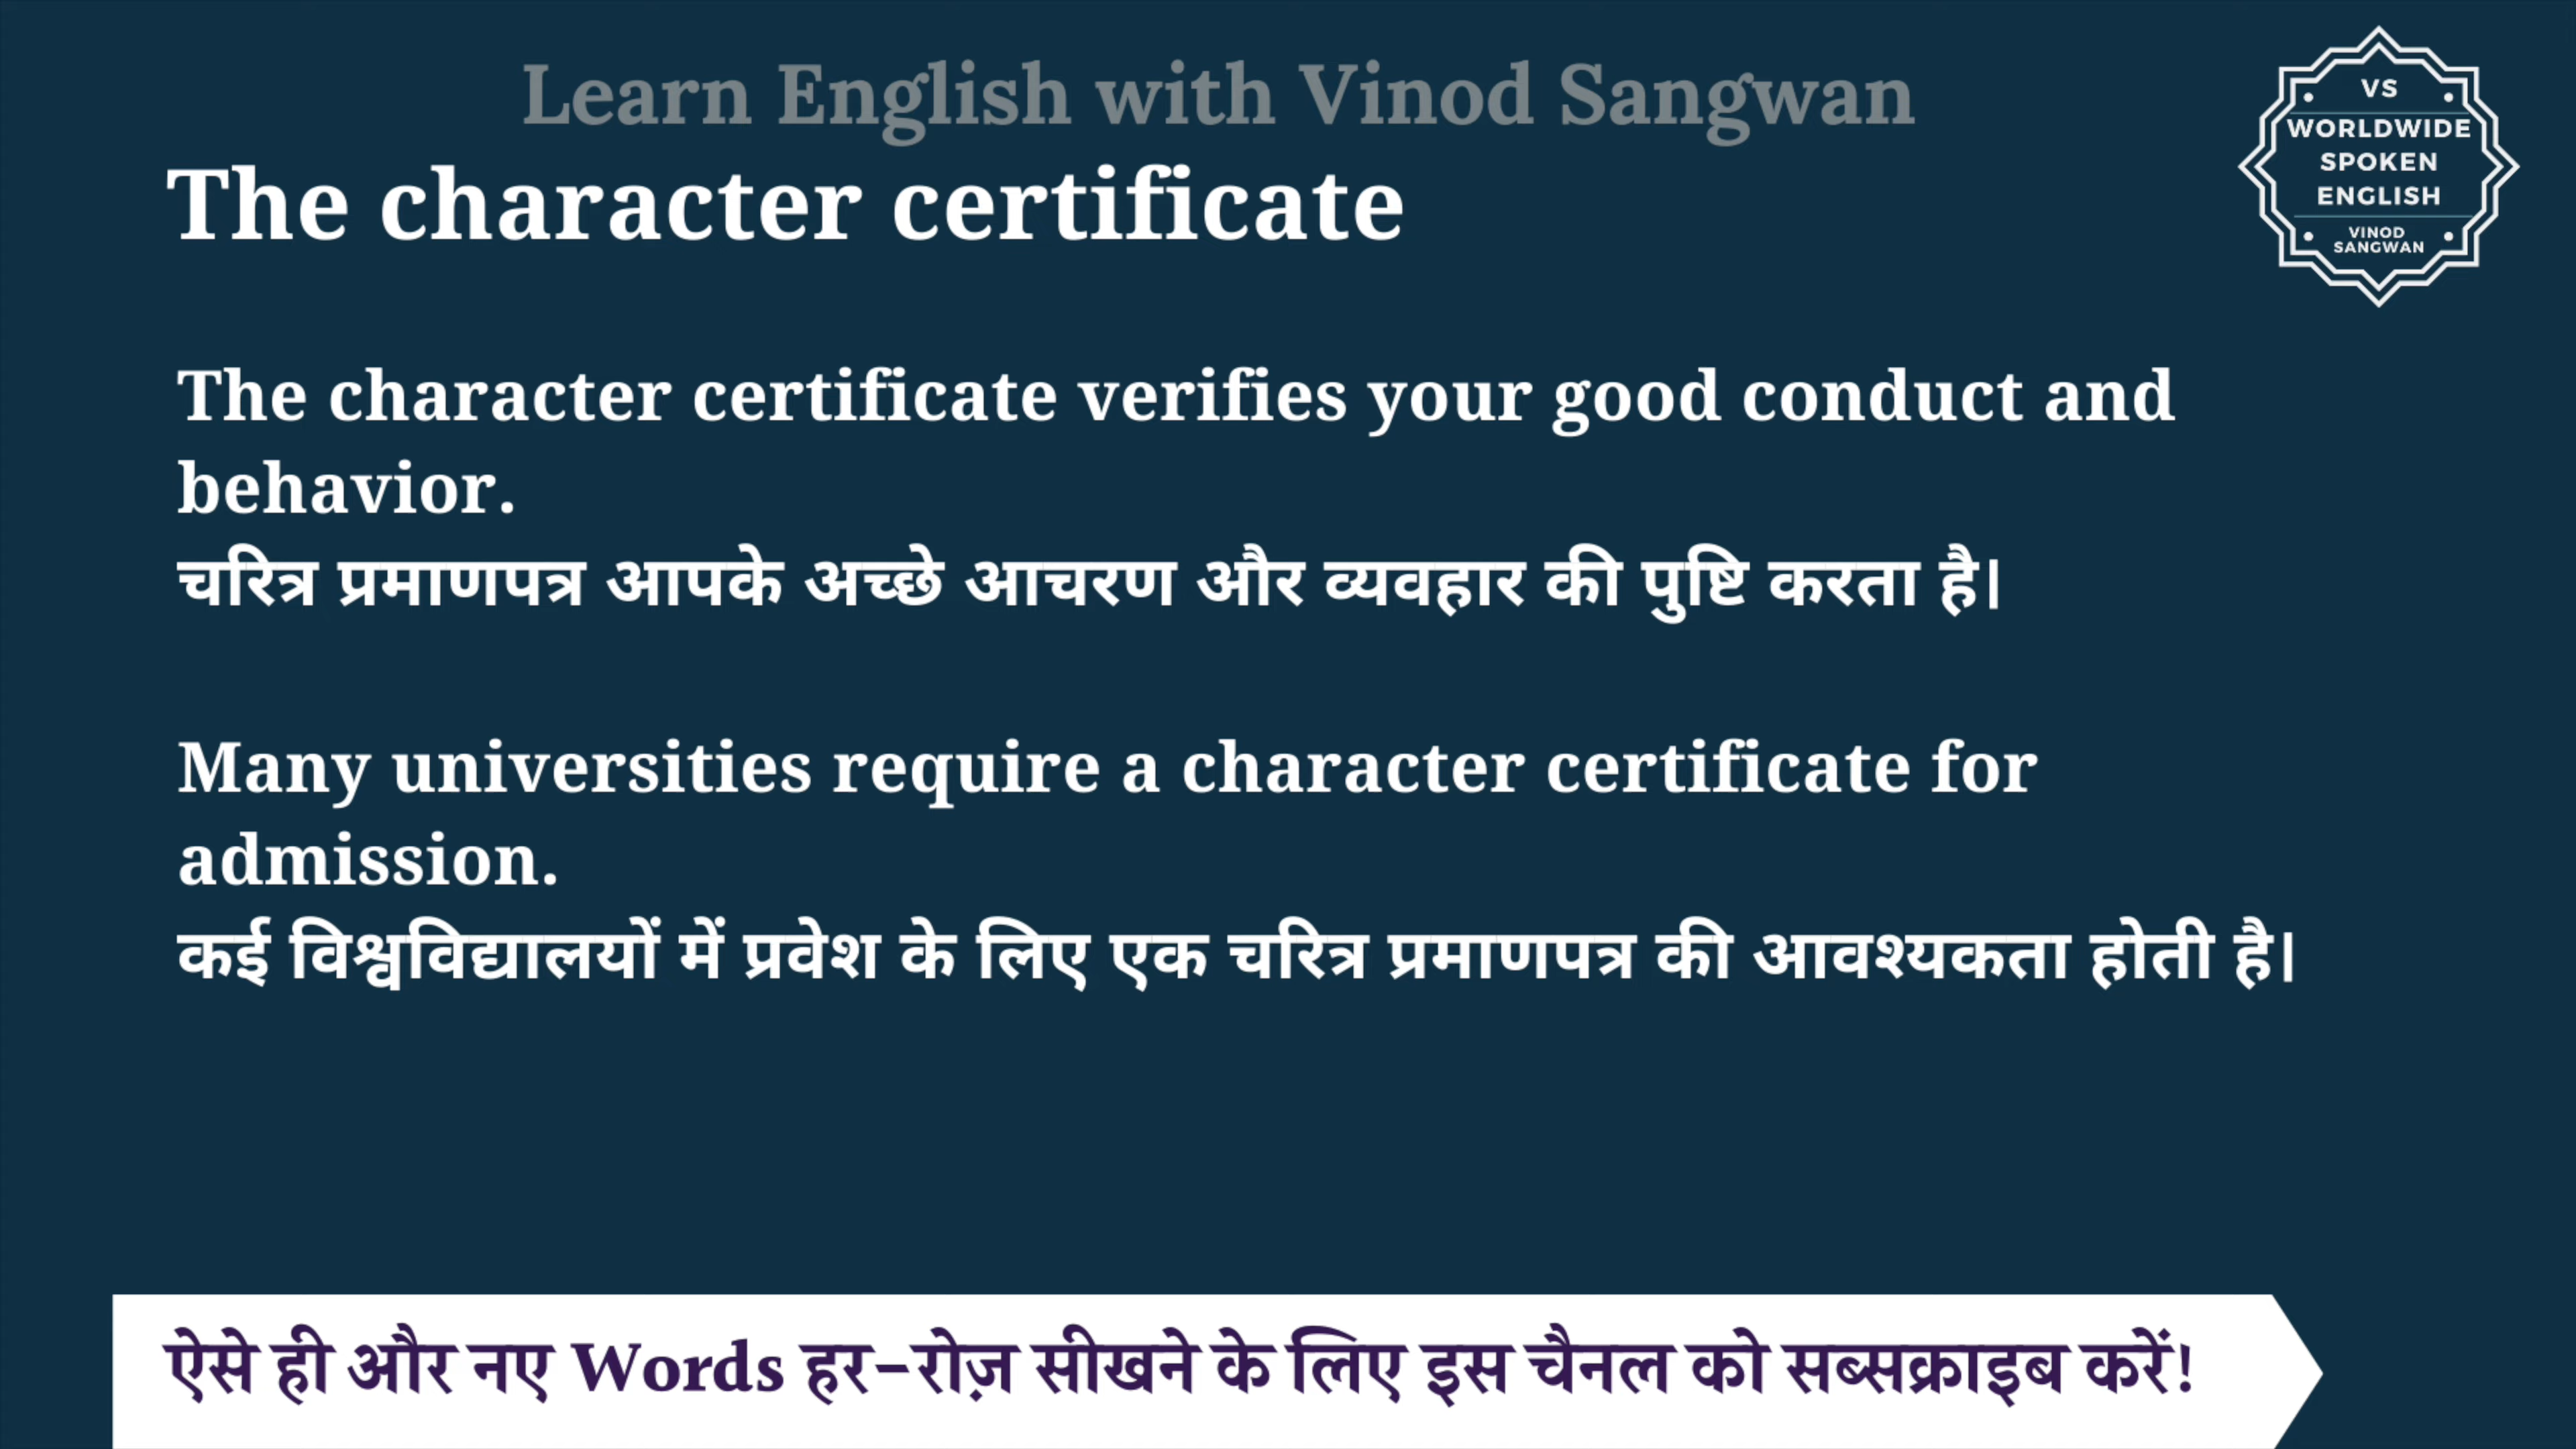 Learn English with Vinod Sangwan
The character certificate
VS
WORLDWIDE
SPOKEN
ENGLISH
VINOD
SANGWAN
The character certificate verifies your good conduct and
behavior.
चरित्र प्रमाणपत्र आपके अच्छे आचरण और व्यवहार की पुष्टि करता है।
Many universities require a character certificate for
admission.
कई विश्वविद्यालयों में प्रवेश के लिए एक चरित्र प्रमाणपत्र की आवश्यकता होती है।
ऐसे ही और नए Words हर-रोज़ सीखने के लिए इस चैनल को सब्सक्राइब करें!